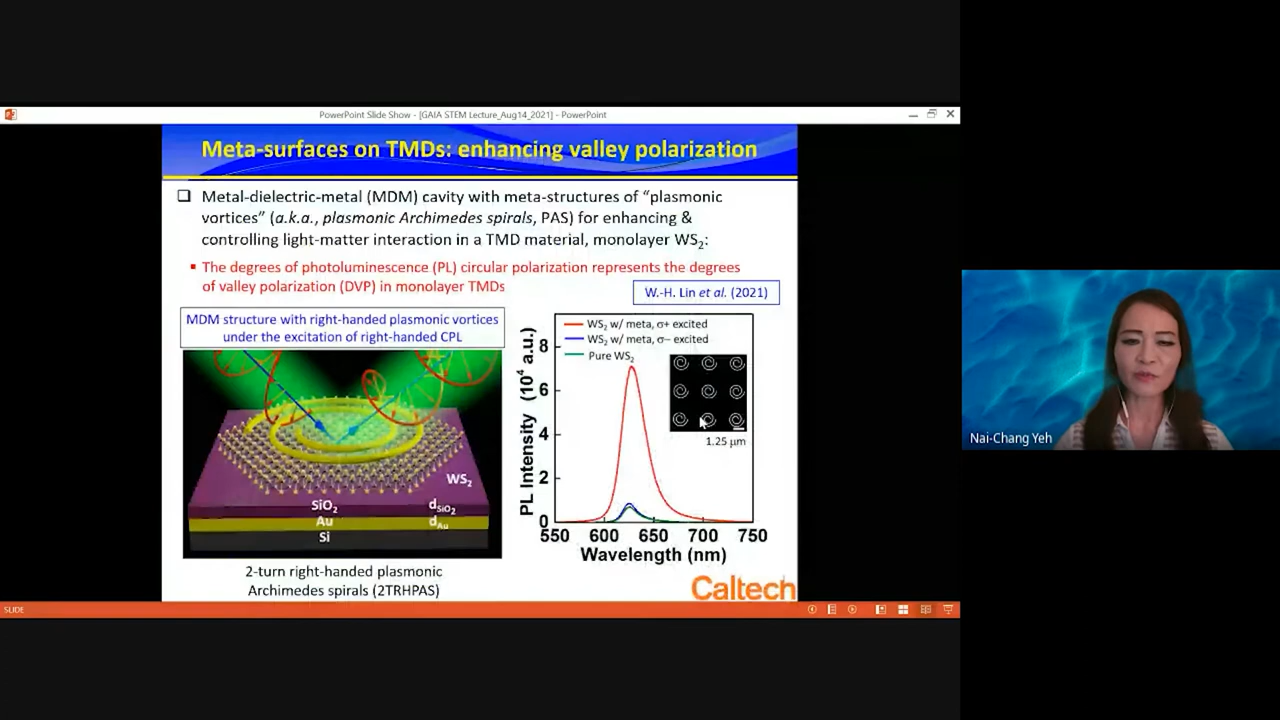 PowerPoint Slide Show - [GAIA STEM Lecture_Aug14_2021] - PowerPoint
Meta-surfaces on TMDs: enhancing valley polarization
❑ Metal-dielectric-metal (MDM) cavity with meta-structures of “plasmonic
vortices” (a.k.a., plasmonic Archimedes spirals, PAS) for enhancing &
controlling light-matter interaction in a TMD material, monolayer WS₂:
▪ The degrees of photoluminescence (PL) circular polarization represents the degrees
of valley polarization (DVP) in monolayer TMDs
W.-H. Lin et al. (2021)
MDM structure with right-handed plasmonic vortices
under the excitation of right-handed CPL
WS₂
SiO₂ d_SiO₂
Au d_Au
Si
2-turn right-handed plasmonic
Archimedes spirals (2TRHPAS)
WS₂ w/ meta, σ+ excited
WS₂ w/ meta, σ− excited
Pure WS₂
1.25 μm
PL Intensity (10⁴ a.u.)
8
6
4
2
0
550 600 650 700 750
Wavelength (nm)
Caltech
SLIDE
Nai-Chang Yeh